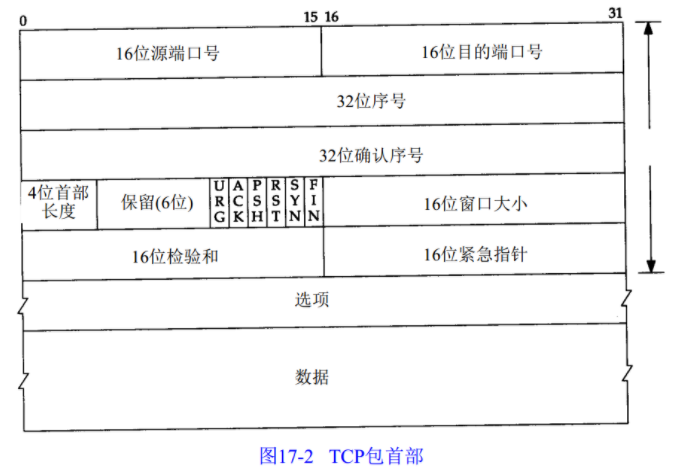 0 15 16 31
16位源端口号 16位目的端口号
32位序号
32位确认序号
4位首部
长度
保留(6位)
URG
ACK
PSH
RST
SYN
FIN
16位窗口大小
16位检验和 16位紧急指针
选项
数据
图17-2 TCP包首部